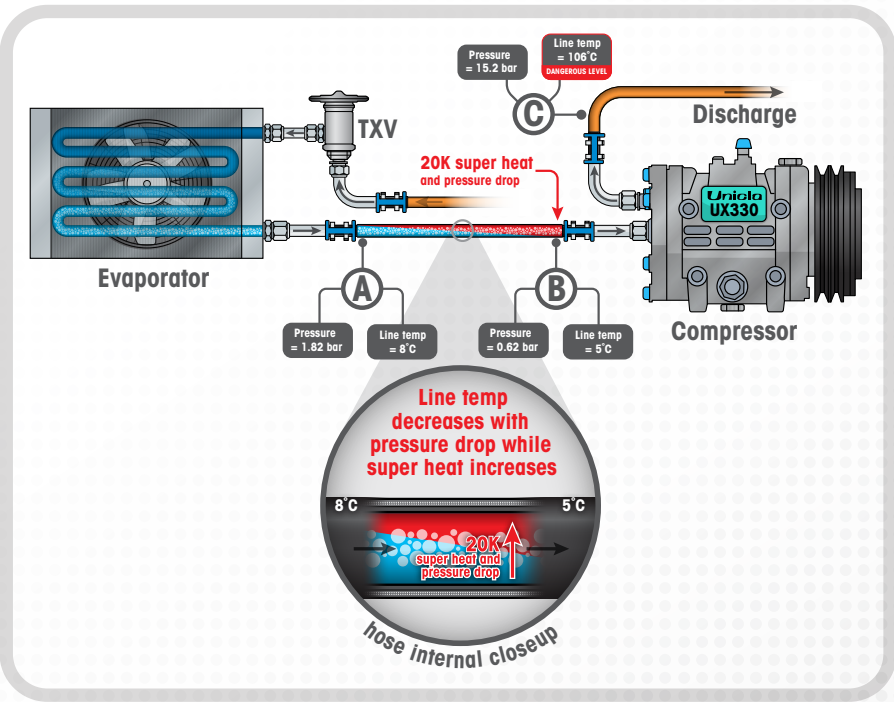 Pressure
= 15.2 bar
Line temp
= 106°C
DANGEROUS LEVEL
C
Discharge
TXV
20K super heat
and pressure drop
Unicla
UX330
Evaporator
A
B
Compressor
Pressure
= 1.82 bar
Line temp
= 8°C
Pressure
= 0.62 bar
Line temp
= 5°C
Line temp
decreases with
pressure drop while
super heat increases
8°C
5°C
20K
super heat and
pressure drop
hose internal closeup